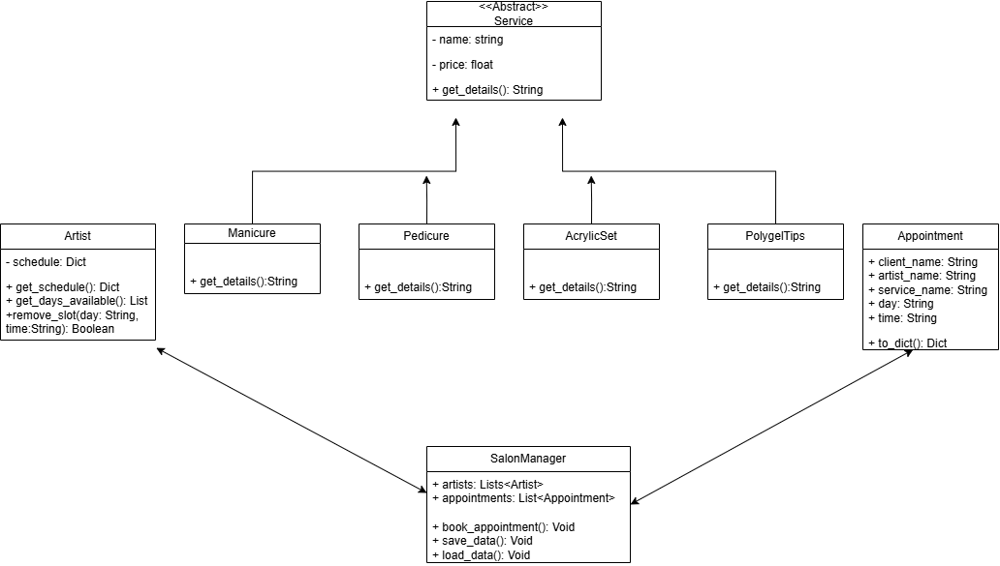 <<Abstract>>
Service
- name: string
- price: float
+ get_details(): String
Artist
- schedule: Dict
+ get_schedule(): Dict
+ get_days_available(): List
+remove_slot(day: String,
time:String): Boolean
Manicure
+ get_details():String
Pedicure
+ get_details():String
AcrylicSet
+ get_details():String
PolygelTips
+ get_details():String
Appointment
+ client_name: String
+ artist_name: String
+ service_name: String
+ day: String
+ time: String
+ to_dict(): Dict
SalonManager
+ artists: Lists<Artist>
+ appointments: List<Appointment>
+ book_appointment(): Void
+ save_data(): Void
+ load_data(): Void